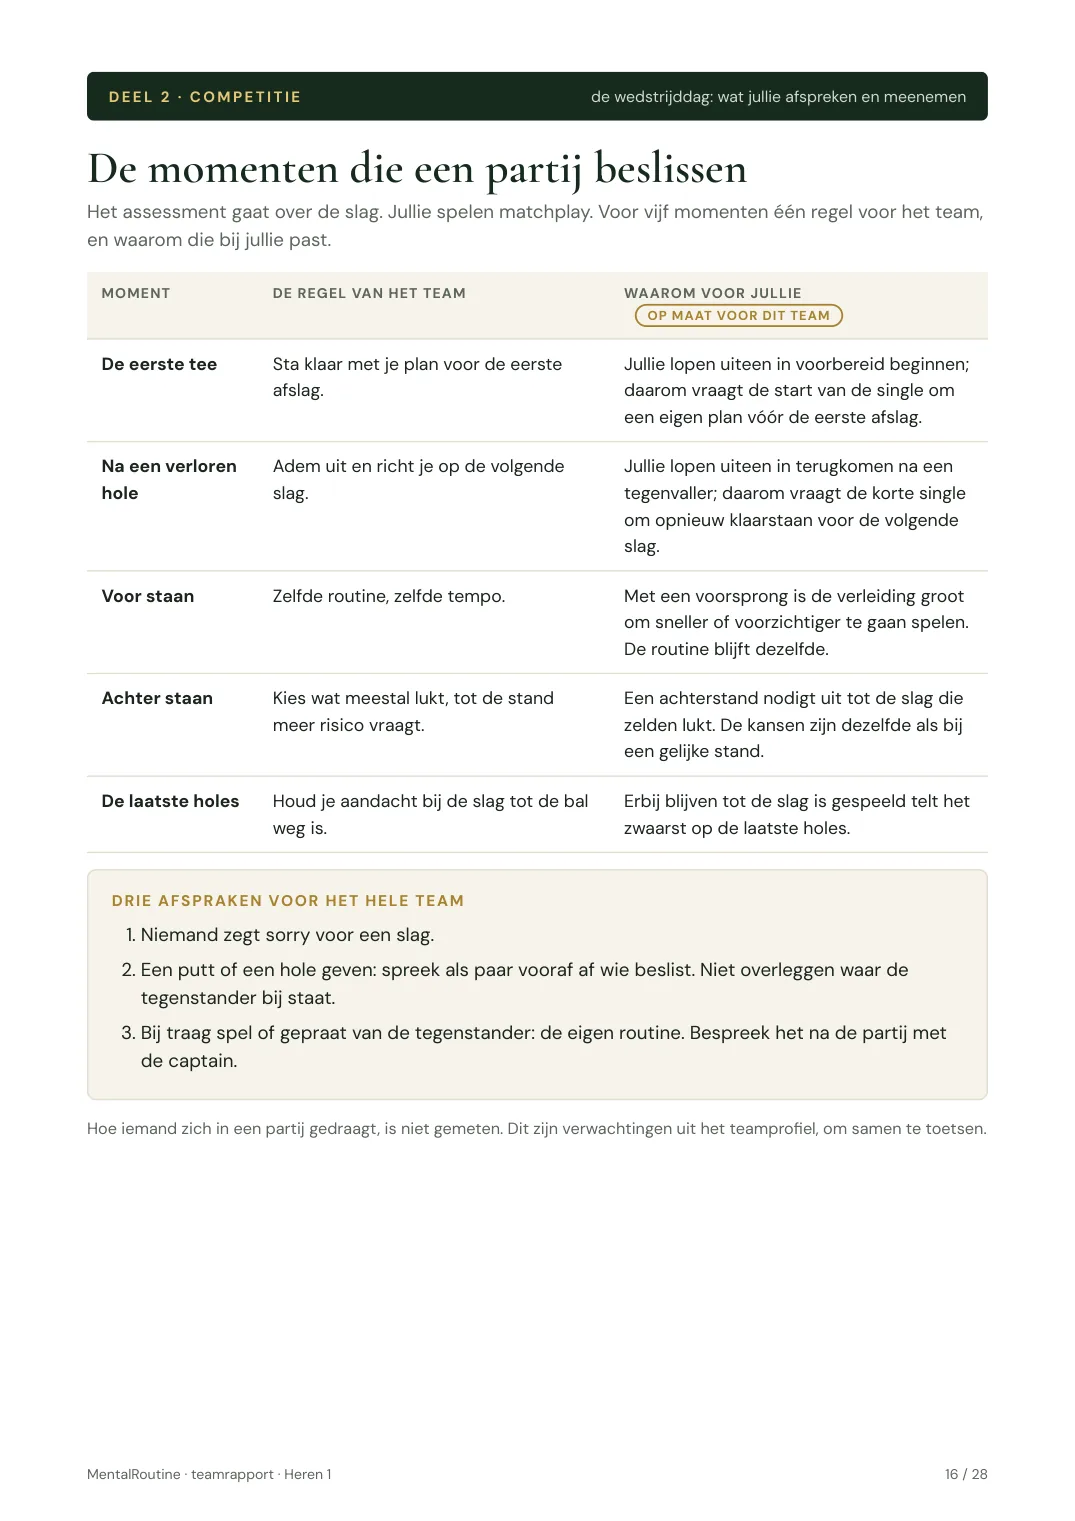 DEEL 2 · COMPETITIE
de wedstrijddag: wat jullie afspreken en meenemen
De momenten die een partij beslissen
Het assessment gaat over de slag. Jullie spelen matchplay. Voor vijf momenten één regel voor het team,
en waarom die bij jullie past.
MOMENT
DE REGEL VAN HET TEAM
WAAROM VOOR JULLIE
OP MAAT VOOR DIT TEAM
De eerste tee
Sta klaar met je plan voor de eerste
afslag.
Jullie lopen uiteen in voorbereid beginnen;
daarom vraagt de start van de single om
een eigen plan vóór de eerste afslag.
Na een verloren
hole
Adem uit en richt je op de volgende
slag.
Jullie lopen uiteen in terugkomen na een
tegenvaller; daarom vraagt de korte single
om opnieuw klaarstaan voor de volgende
slag.
Voor staan
Zelfde routine, zelfde tempo.
Met een voorsprong is de verleiding groot
om sneller of voorzichtiger te gaan spelen.
De routine blijft dezelfde.
Achter staan
Kies wat meestal lukt, tot de stand
meer risico vraagt.
Een achterstand nodigt uit tot de slag die
zelden lukt. De kansen zijn dezelfde als bij
een gelijke stand.
De laatste holes
Houd je aandacht bij de slag tot de bal
weg is.
Erbij blijven tot de slag is gespeeld telt het
zwaarst op de laatste holes.
DRIE AFSPRAKEN VOOR HET HELE TEAM
1. Niemand zegt sorry voor een slag.
2. Een putt of een hole geven: spreek als paar vooraf af wie beslist. Niet overleggen waar de
tegenstander bij staat.
3. Bij traag spel of gepraat van de tegenstander: de eigen routine. Bespreek het na de partij met
de captain.
Hoe iemand zich in een partij gedraagt, is niet gemeten. Dit zijn verwachtingen uit het teamprofiel, om samen te toetsen.
MentalRoutine · teamrapport · Heren 1
16 / 28